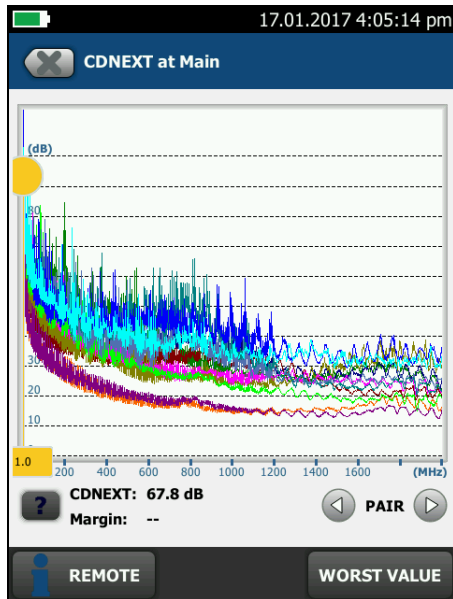 17.01.2017 4:05:14 pm
CDNEXT at Main
(dB)
80
30
20
10
1.0
200 400 600 800 1000 1200 1400 1600 (MHz)
? CDNEXT: 67.8 dB
Margin: --
PAIR
i REMOTE
WORST VALUE